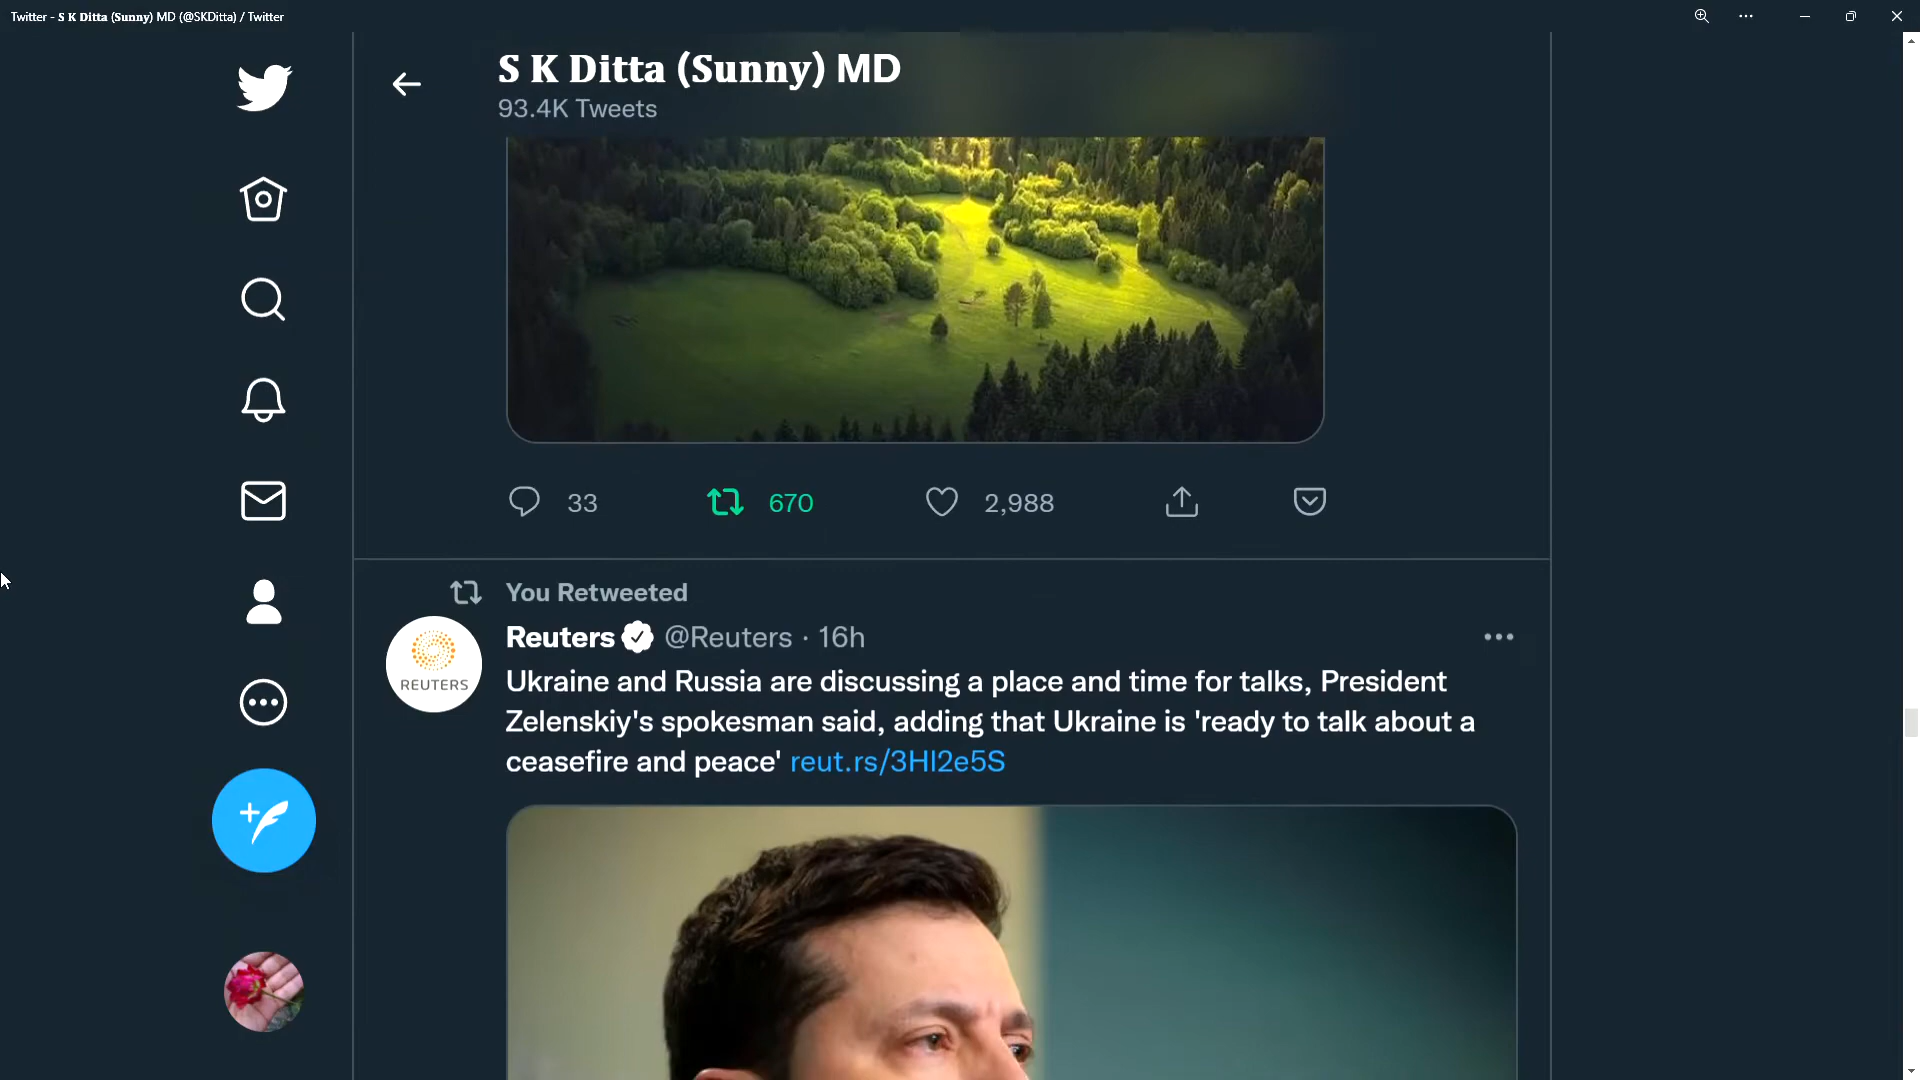 Twitter - S K Ditta (Sunny) MD (@SKDitta) / Twitter
S K Ditta (Sunny) MD
93.4K Tweets
33 670 2,988
You Retweeted
Reuters @Reuters · 16h
REUTERS
Ukraine and Russia are discussing a place and time for talks, President
Zelenskiy's spokesman said, adding that Ukraine is 'ready to talk about a
ceasefire and peace' reut.rs/3HI2e5S